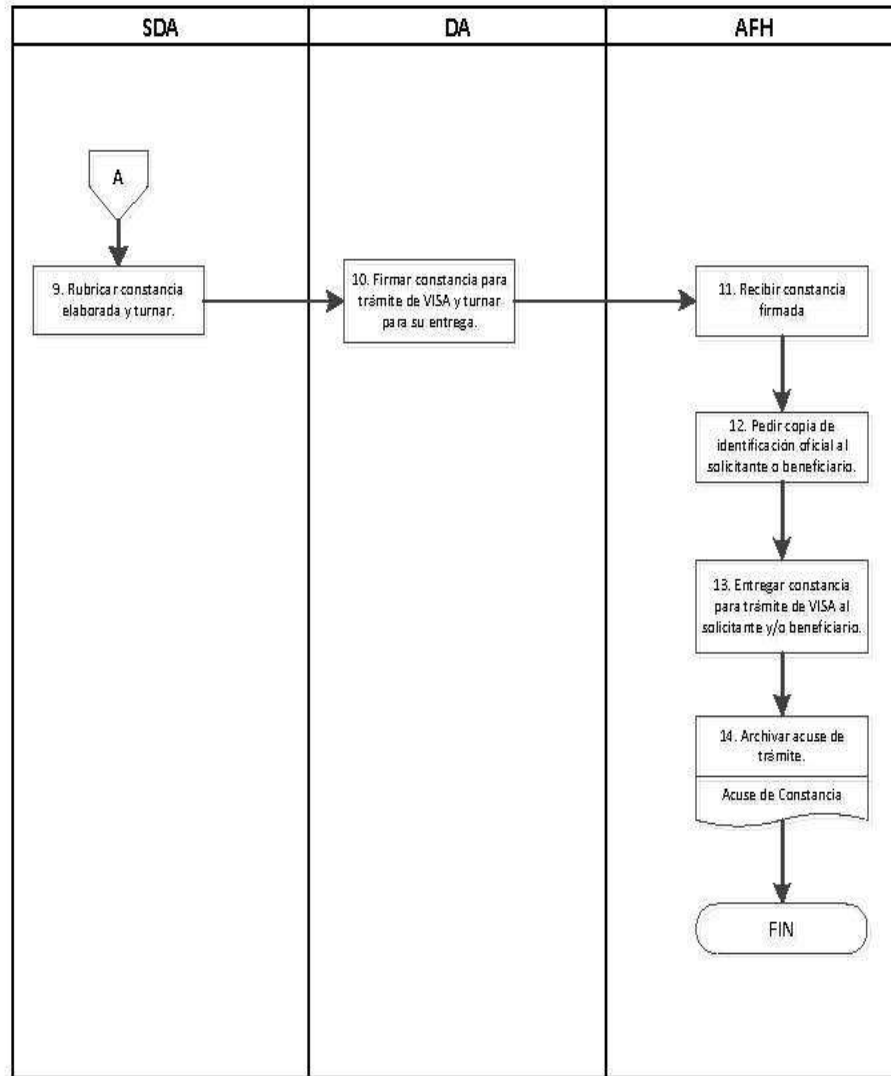 SDA
DA
AFH
A
9. Rubricar constancia
elaborada y turnar.
10. Firmar constancia para
trámite de VISA y turnar
para su entrega.
11. Recibir constancia
firmada
12. Pedir copia de
identificación oficial al
solicitante o beneficiario.
13. Entregar constancia
para trámite de VISA al
solicitante y/o beneficiario.
14. Archivar acuse de
trámite.
Acuse de Constancia
FIN